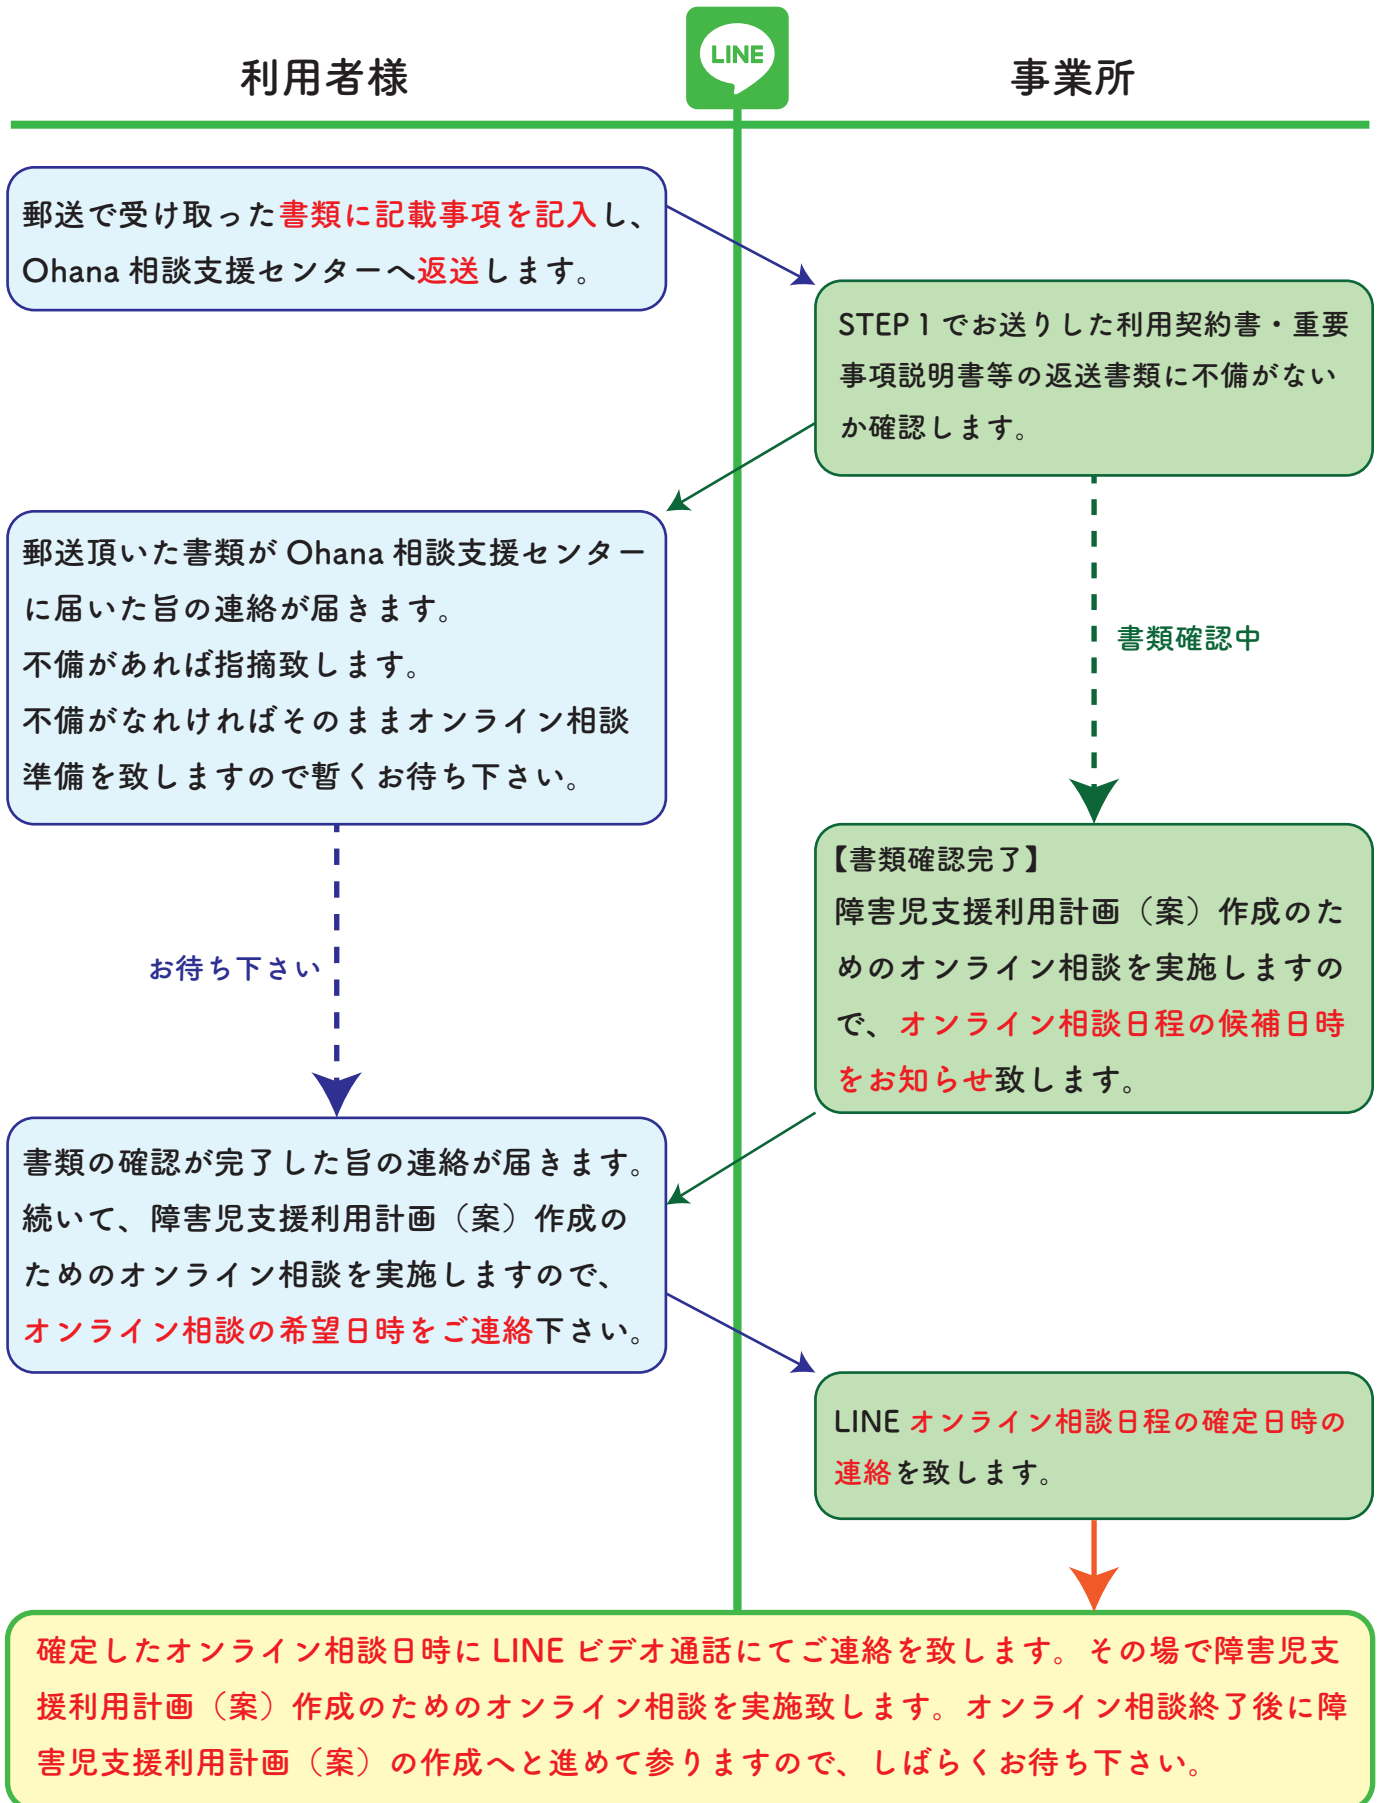 利用者様
LINE
事業所
郵送で受け取った書類に記載事項を記入し、
Ohana 相談支援センターへ返送します。
STEP 1 でお送りした利用契約書・重要
事項説明書等の返送書類に不備がない
か確認します。
郵送頂いた書類が Ohana 相談支援センター
に届いた旨の連絡が届きます。
不備があれば指摘致します。
不備がなれければそのままオンライン相談
準備を致しますので暫くお待ち下さい。
書類確認中
【書類確認完了】
障害児支援利用計画（案）作成のた
めのオンライン相談を実施しますの
で、オンライン相談日程の候補日時
をお知らせ致します。
お待ち下さい
書類の確認が完了した旨の連絡が届きます。
続いて、障害児支援利用計画（案）作成の
ためのオンライン相談を実施しますので、
オンライン相談の希望日時をご連絡下さい。
LINE オンライン相談日程の確定日時の
連絡を致します。
確定したオンライン相談日時に LINE ビデオ通話にてご連絡を致します。その場で障害児支
援利用計画（案）作成のためのオンライン相談を実施致します。オンライン相談終了後に障
害児支援利用計画（案）の作成へと進めて参りますので、しばらくお待ち下さい。